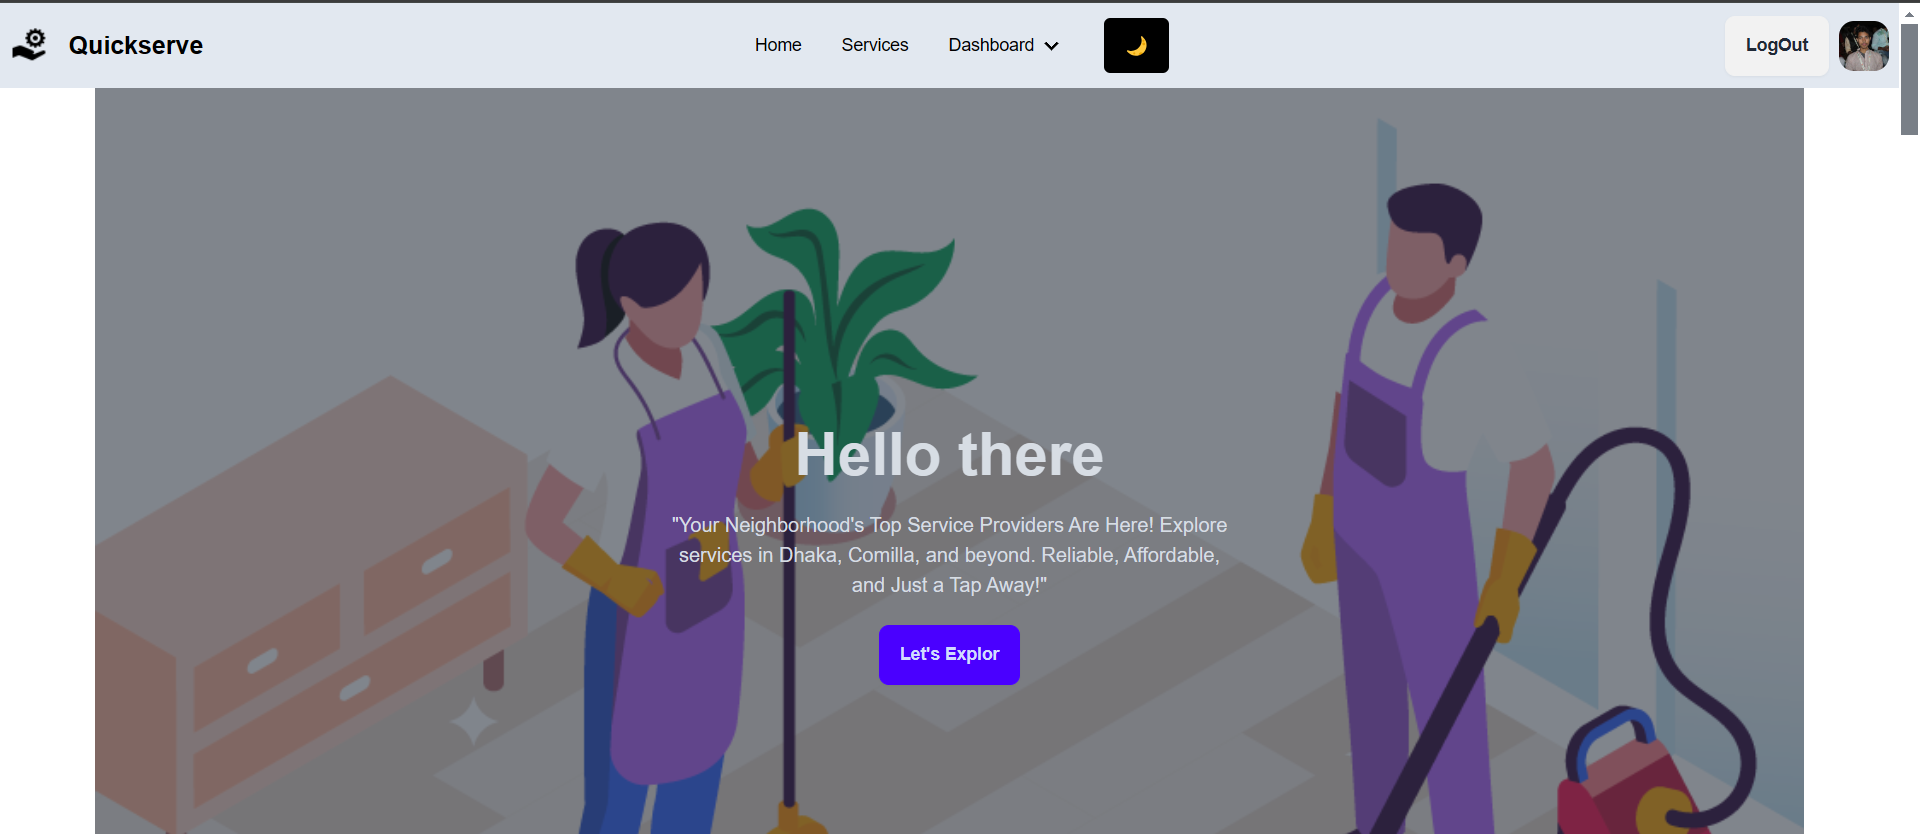 Quickserve
Home
Services
Dashboard
LogOut
Hello there
"Your Neighborhood's Top Service Providers Are Here! Explore
services in Dhaka, Comilla, and beyond. Reliable, Affordable,
and Just a Tap Away!"
Let's Explor